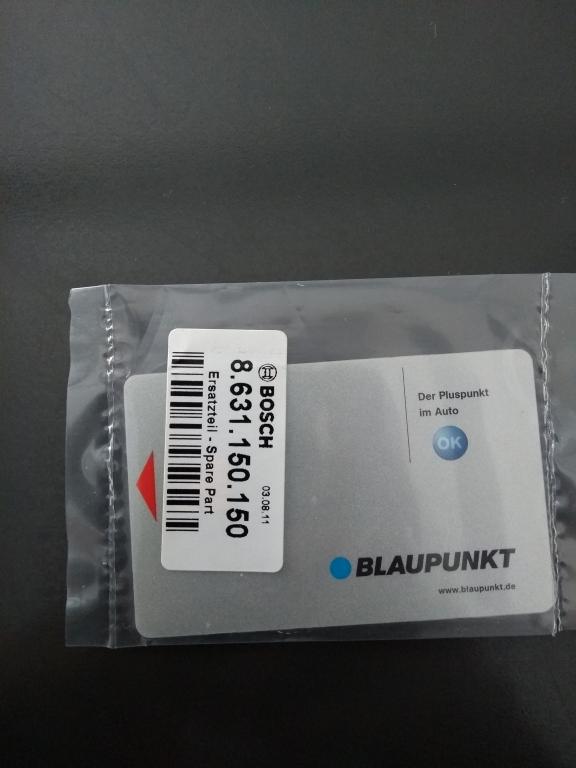 BOSCH
03.08.11
8.631.150.150
Ersatzteil - Spare Part
Der Pluspunkt
im Auto
OK
BLAUPUNKT
www.blaupunkt.de